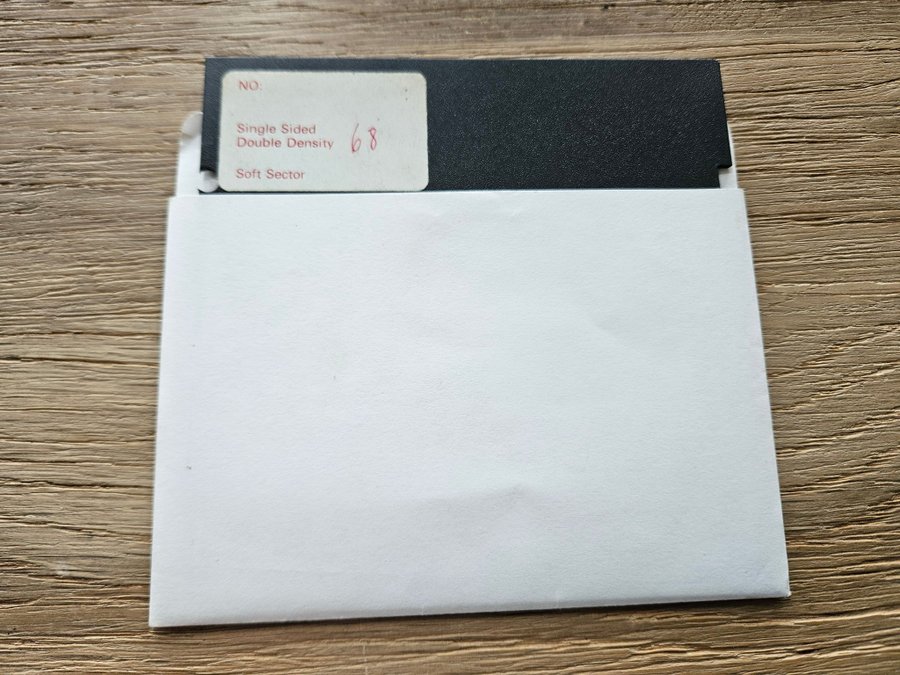 NO:
Single Sided
Double Density 68
Soft Sector